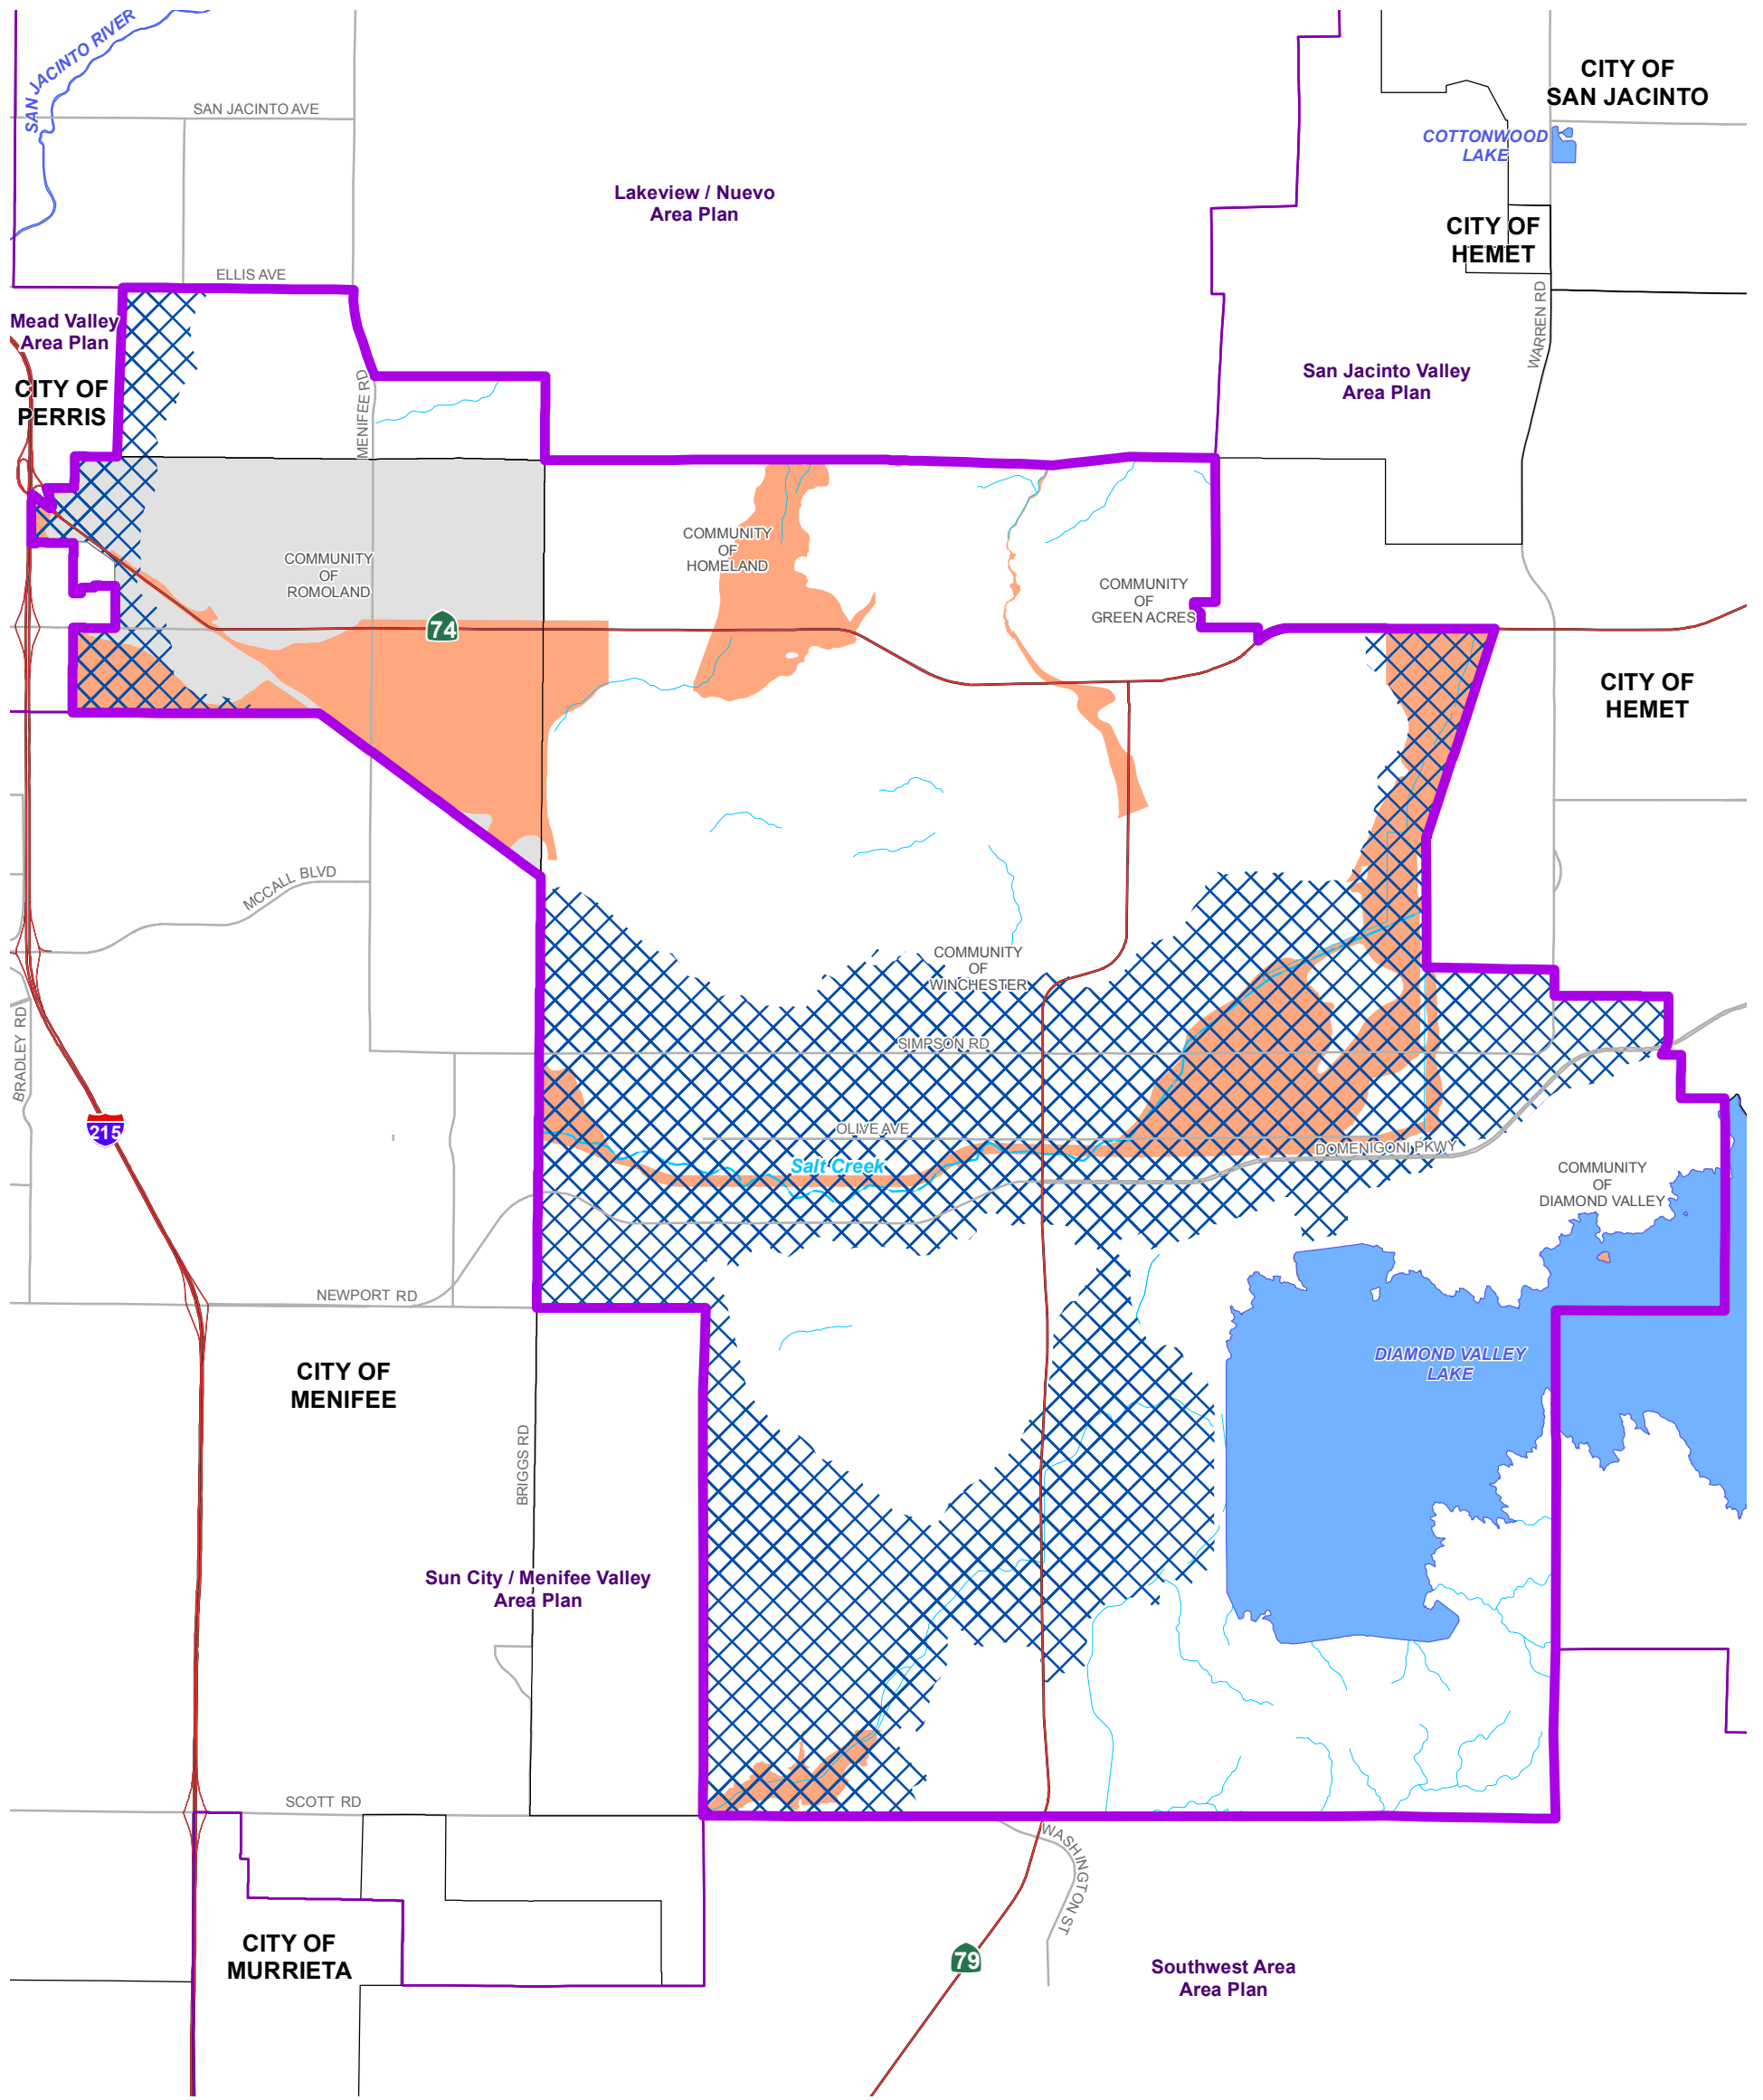 SAN JACINTO RIVER
SAN JACINTO AVE
CITY OF
SAN JACINTO
COTTONWOOD
LAKE
Lakeview / Nuevo
Area Plan
CITY OF
HEMET
ELLIS AVE
WARREN RD
Mead Valley
Area Plan
CITY OF
PERRIS
MENIFEE RD
San Jacinto Valley
Area Plan
COMMUNITY
OF
ROMOLAND
COMMUNITY
OF
HOMELAND
COMMUNITY
OF
GREEN ACRES
74
CITY OF
HEMET
MCCALL BLVD
COMMUNITY
OF
WINCHESTER
BRADLEY RD
SIMPSON RD
215
OLIVE AVE
DOMENIGONI PKWY
Salt Creek
COMMUNITY
OF
DIAMOND VALLEY
NEWPORT RD
CITY OF
MENIFEE
DIAMOND VALLEY
LAKE
BRIGGS RD
Sun City / Menifee Valley
Area Plan
SCOTT RD
WASHINGTON ST
CITY OF
MURRIETA
79
Southwest Area
Area Plan